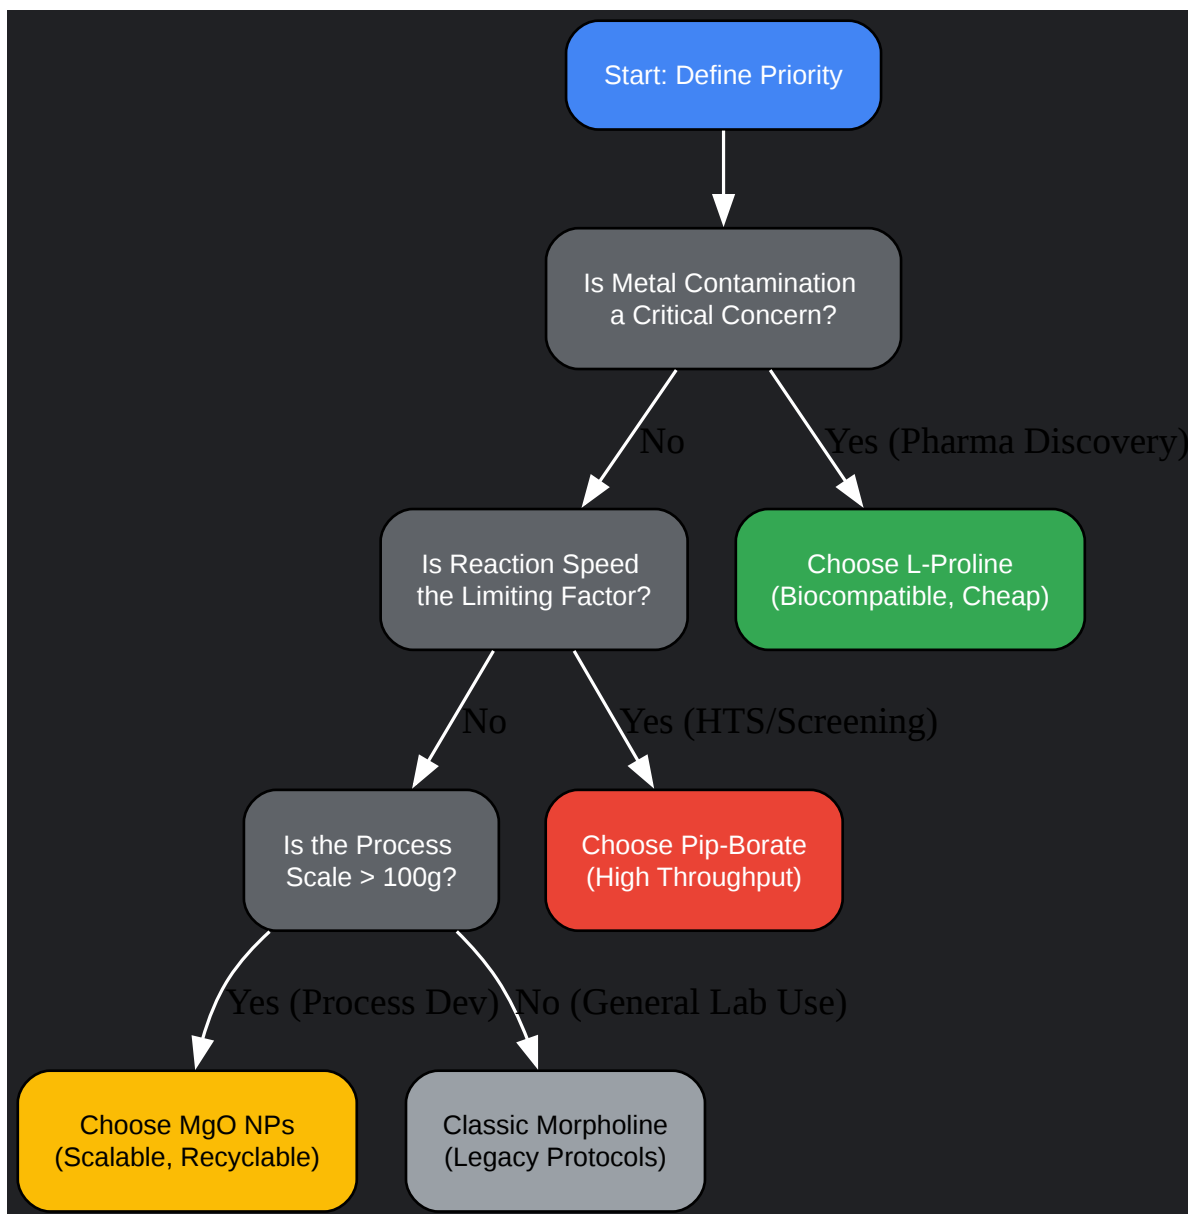 Start: Define Priority
Is Metal Contamination
a Critical Concern?
No
Yes (Pharma Discovery)
Is Reaction Speed
the Limiting Factor?
Choose L-Proline
(Biocompatible, Cheap)
No
Yes (HTS/Screening)
Is the Process
Scale > 100g?
Choose Pip-Borate
(High Throughput)
Yes (Process Dev)
No (General Lab Use)
Choose MgO NPs
(Scalable, Recyclable)
Classic Morpholine
(Legacy Protocols)